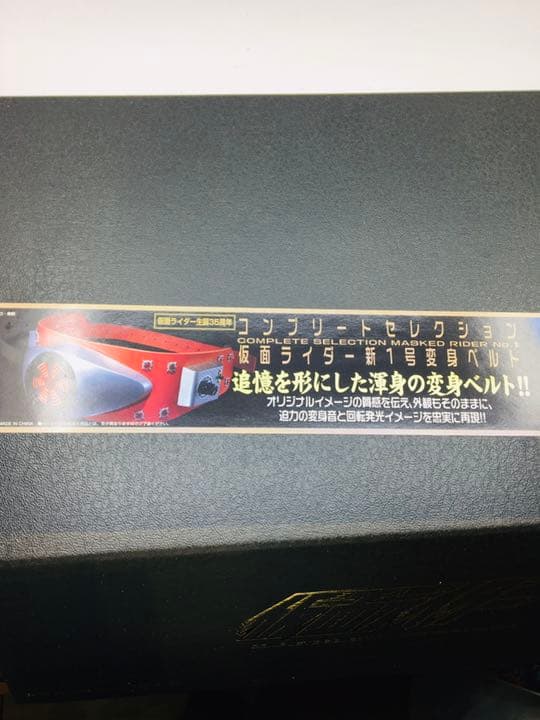 仮面ライダー生誕35周年
コンプリートセレクション
COMPLETE SELECTION MASKED RIDER No.1
仮面ライダー新1号変身ベルト
追憶を形にした渾身の変身ベルト!!
オリジナルイメージの質感を伝え、外観もそのままに、
迫力の変身音と回転発光イメージを忠実に再現!!
MADE IN CHINA